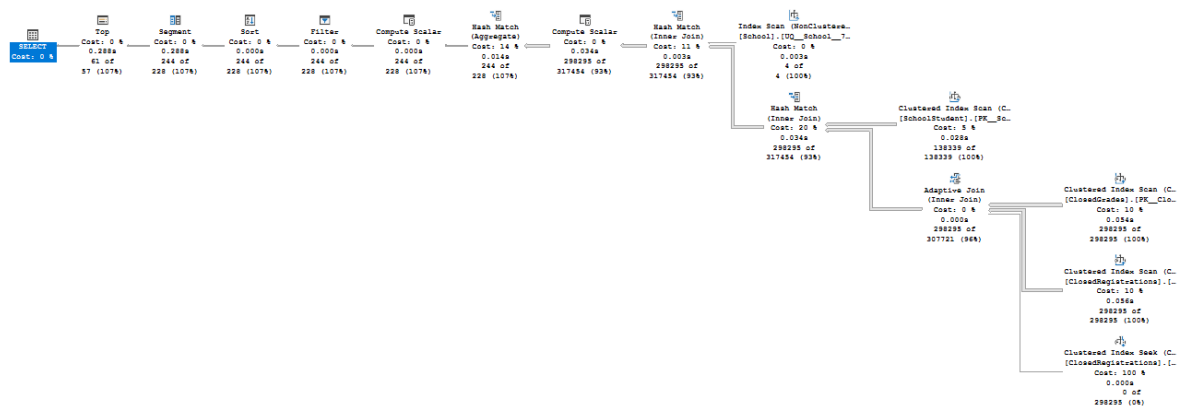 SELECT
Cost: 0 %
Top
Cost: 0 %
0.288s
61 of
57 (107%)
Segment
Cost: 0 %
0.288s
244 of
228 (107%)
Sort
Cost: 0 %
0.000s
244 of
228 (107%)
Filter
Cost: 0 %
0.000s
244 of
228 (107%)
Compute Scalar
Cost: 0 %
0.000s
244 of
228 (107%)
Hash Match
(Aggregate)
Cost: 14 %
0.014s
244 of
228 (107%)
Compute Scalar
Cost: 0 %
0.034s
298295 of
317454 (93%)
Hash Match
(Inner Join)
Cost: 11 %
0.003s
298295 of
317454 (93%)
Index Scan (NonClustere…
[School].[UQ__School__7…
Cost: 0 %
0.003s
4 of
4 (100%)
Hash Match
(Inner Join)
Cost: 20 %
0.034s
298295 of
317454 (93%)
Clustered Index Scan (C…
[SchoolStudent].[PK__Sc…
Cost: 5 %
0.028s
138339 of
138339 (100%)
Adaptive Join
(Inner Join)
Cost: 0 %
0.000s
298295 of
307721 (96%)
Clustered Index Scan (C…
[ClosedGrades].[PK__Clo…
Cost: 10 %
0.054s
298295 of
298295 (100%)
Clustered Index Scan (C…
[ClosedRegistrations].[…
Cost: 10 %
0.056s
298295 of
298295 (100%)
Clustered Index Seek (C…
[ClosedRegistrations].[…
Cost: 100 %
0.000s
0 of
298295 (0%)